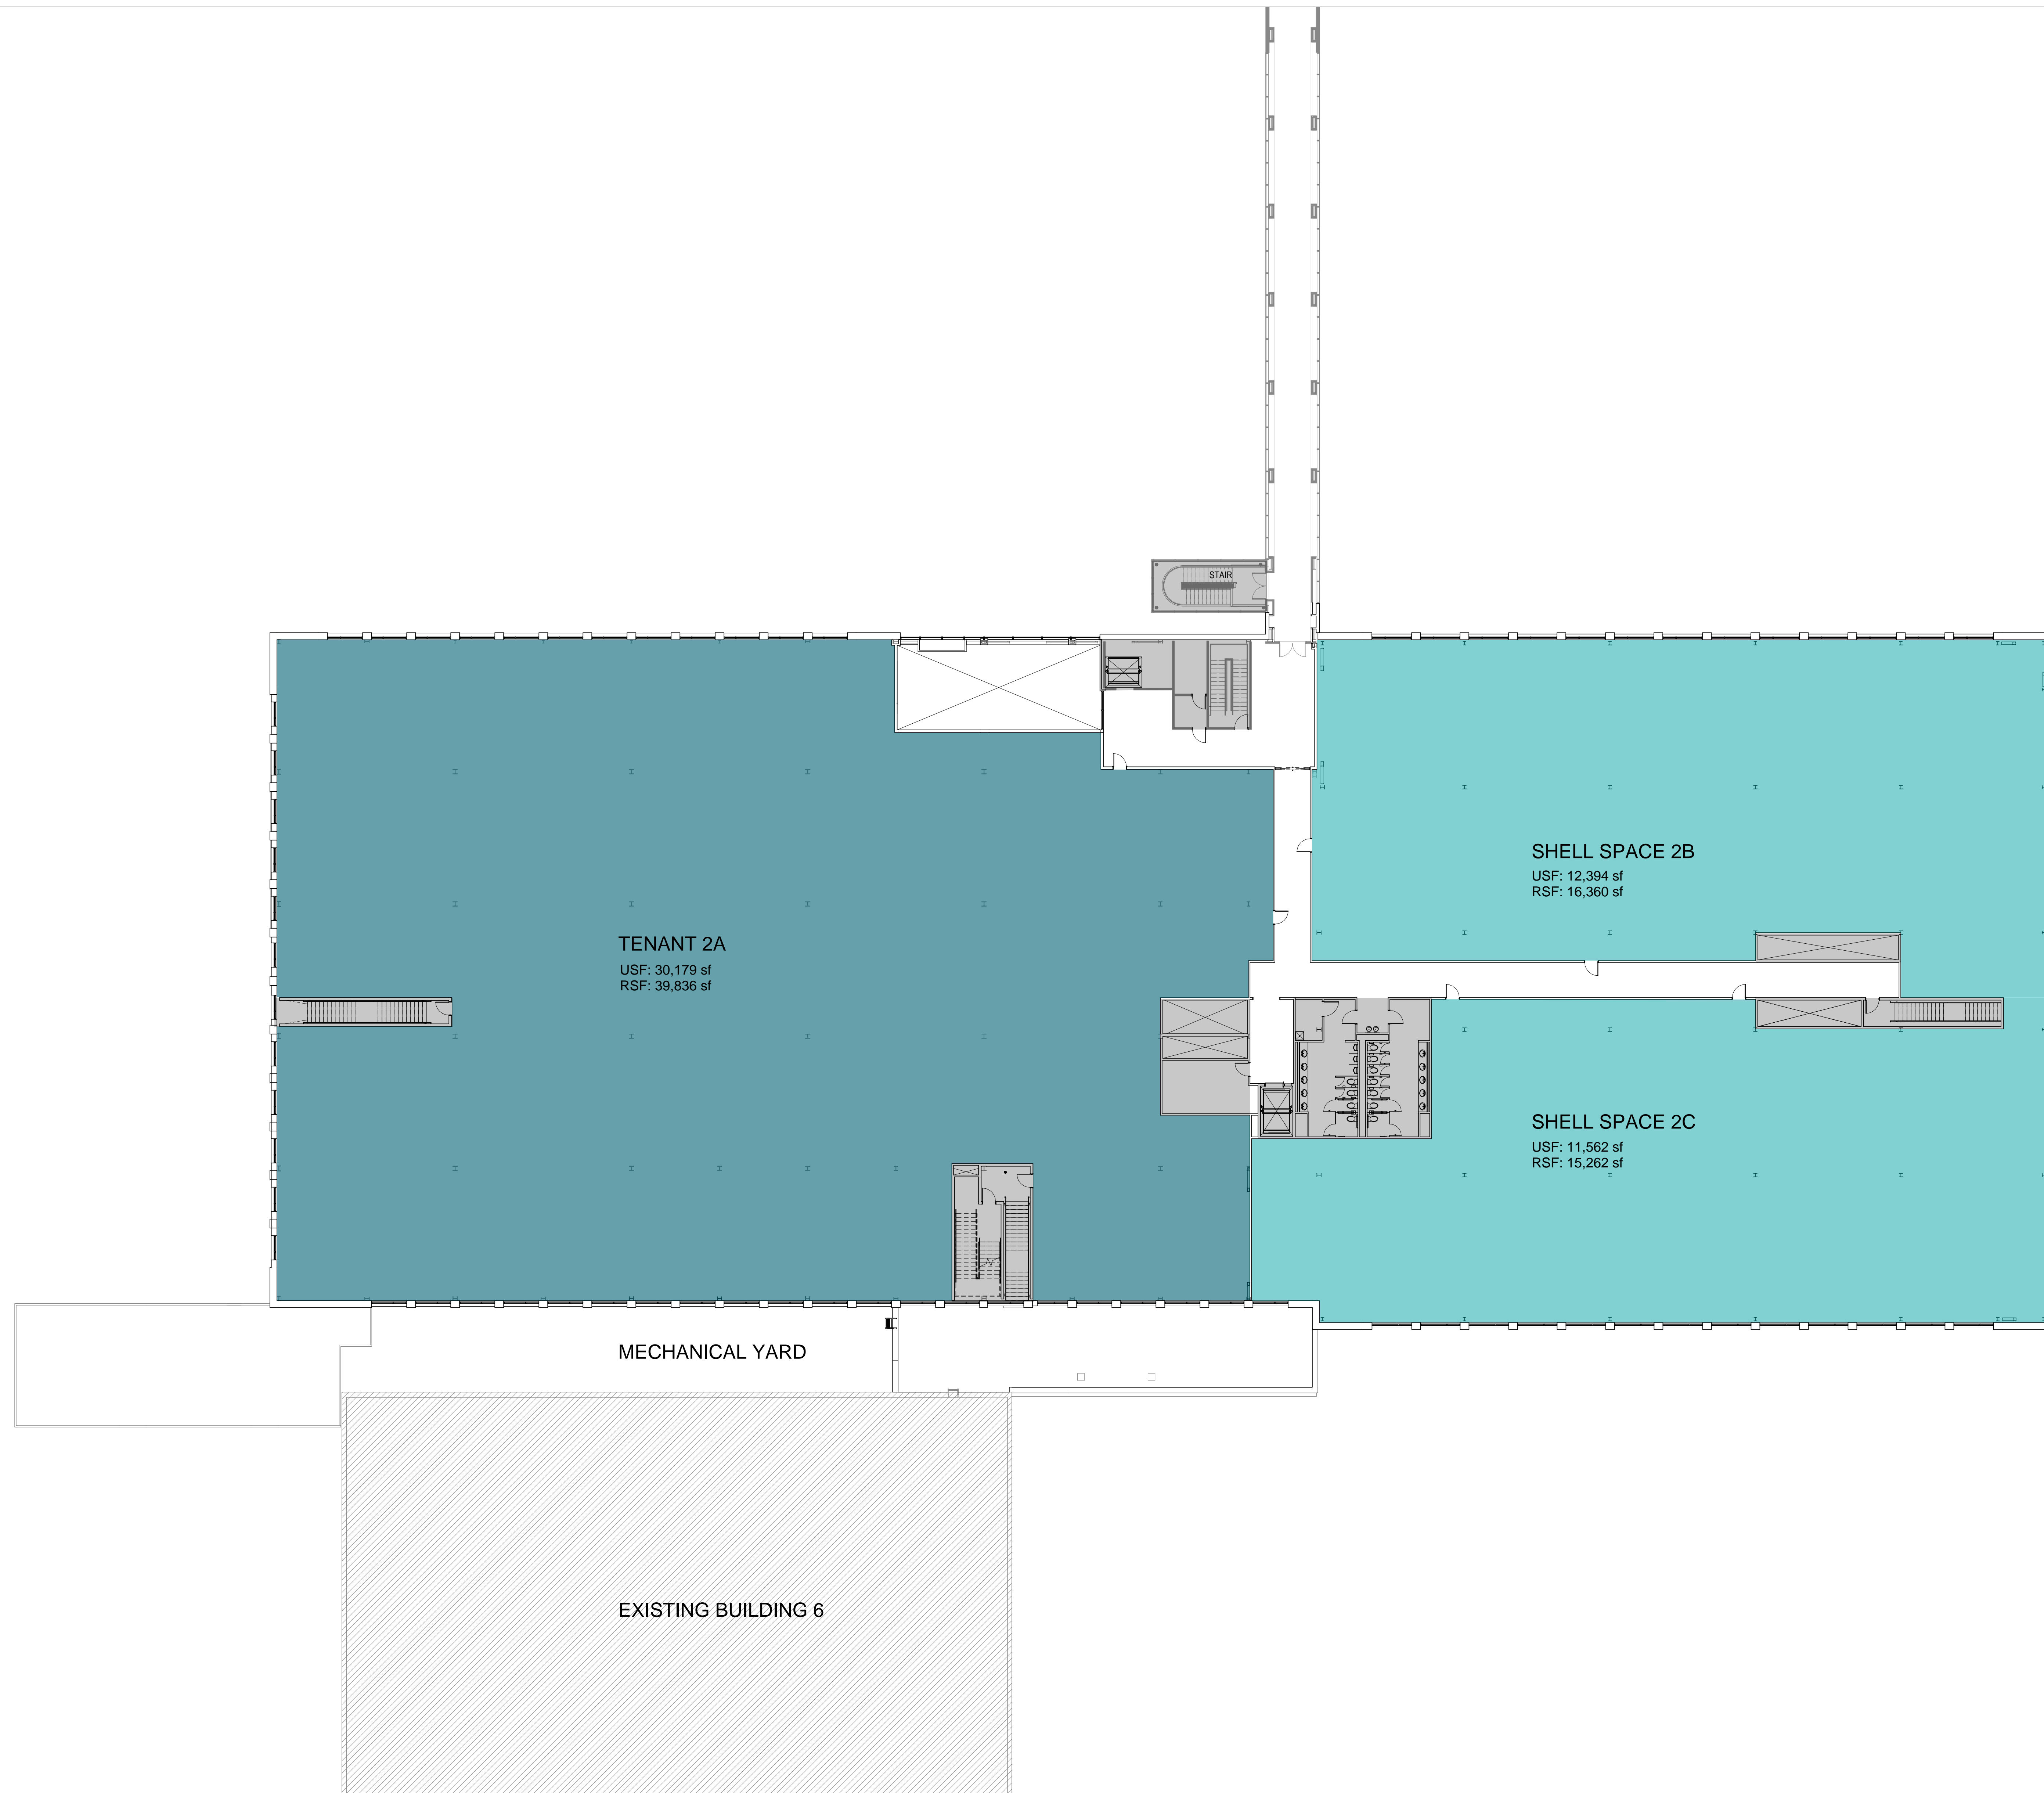 STAIR
SHELL SPACE 2B
USF: 12,394 sf
RSF: 16,360 sf
TENANT 2A
USF: 30,179 sf
RSF: 39,836 sf
SHELL SPACE 2C
USF: 11,562 sf
RSF: 15,262 sf
MECHANICAL YARD
EXISTING BUILDING 6